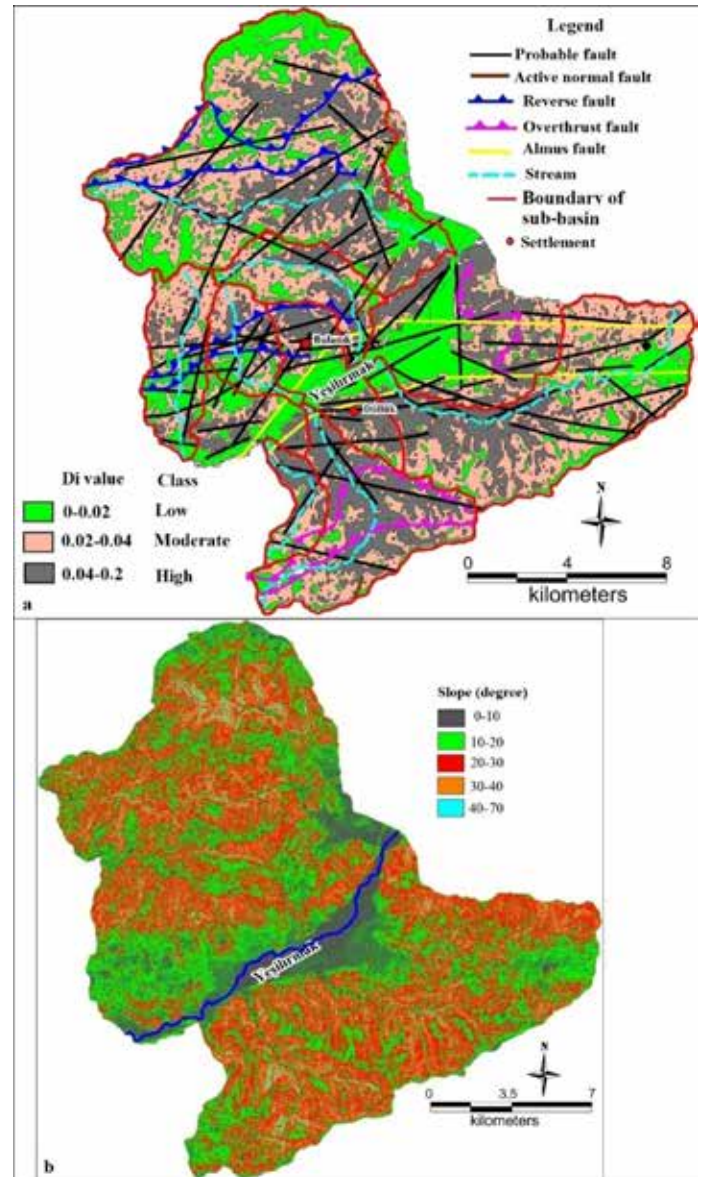 Legend
Probable fault
Active normal fault
Reverse fault
Overthrust fault
Almus fault
Stream
Boundary of
sub-basin
Settlement
Yeşilırmak
Di value Class
0-0.02 Low
0.02-0.04 Moderate
0.04-0.2 High
N
0 4 8
kilometers
a
Slope (degree)
0-10
10-20
20-30
30-40
40-70
Yeşilırmak
N
0 3.5 7
kilometers
b